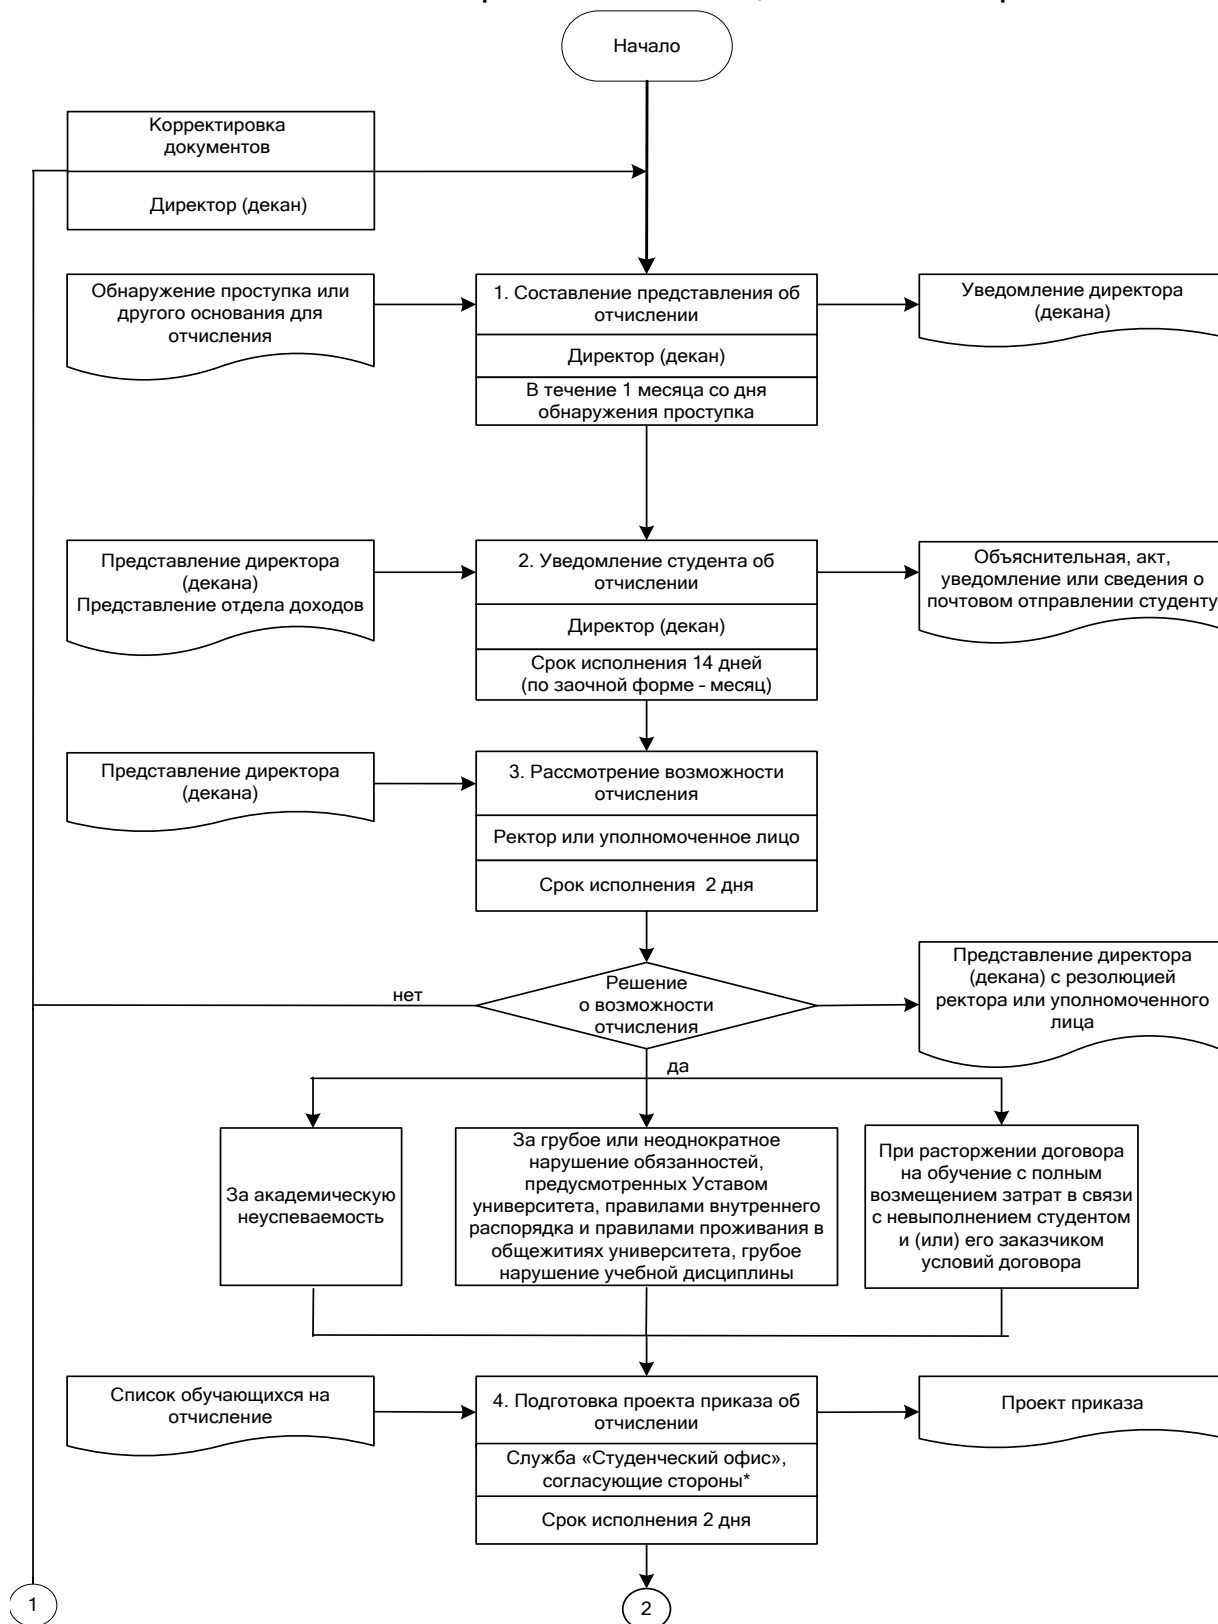 Начало
Корректировка
документов
Директор (декан)
Обнаружение проступка или
другого основания для
отчисления
1. Составление представления об
отчислении
Директор (декан)
В течение 1 месяца со дня
обнаружения проступка
Уведомление директора
(декана)
Представление директора
(декана)
Представление отдела доходов
2. Уведомление студента об
отчислении
Директор (декан)
Срок исполнения 14 дней
(по заочной форме - месяц)
Объяснительная, акт,
уведомление или сведения о
почтовом отправлении студенту
Представление директора
(декана)
3. Рассмотрение возможности
отчисления
Ректор или уполномоченное лицо
Срок исполнения 2 дня
нет
Решение
о возможности
отчисления
Представление директора
(декана) с резолюцией
ректора или уполномоченного
лица
да
За академическую
неуспеваемость
За грубое или неоднократное
нарушение обязанностей,
предусмотренных Уставом
университета, правилами внутреннего
распорядка и правилами проживания в
общежитиях университета, грубое
нарушение учебной дисциплины
При расторжении договора
на обучение с полным
возмещением затрат в связи
с невыполнением студентом
и (или) его заказчиком
условий договора
Список обучающихся на
отчисление
4. Подготовка проекта приказа об
отчислении
Служба «Студенческий офис»,
согласующие стороны*
Срок исполнения 2 дня
Проект приказа
1
2